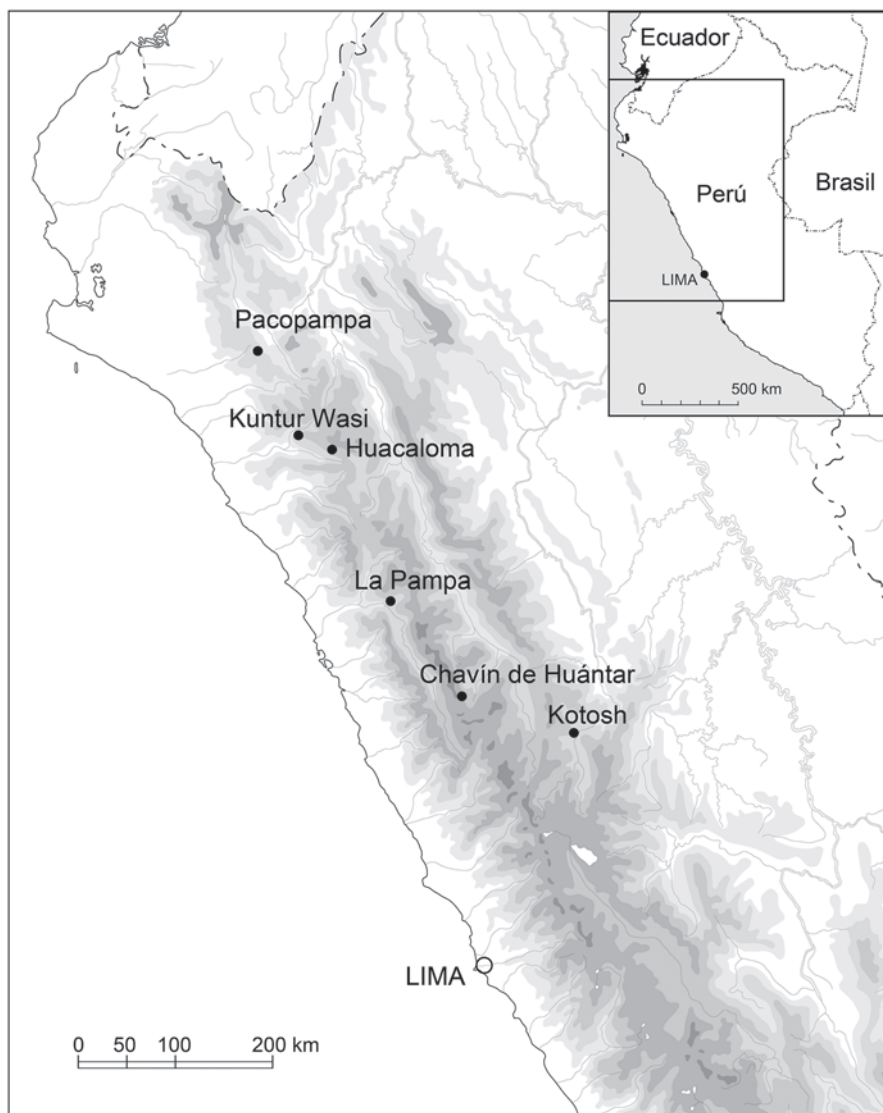 Ecuador
Perú
Brasil
LIMA
0 500 km
Pacopampa
Kuntur Wasi
Huacaloma
La Pampa
Chavín de Huántar
Kotosh
LIMA
0 50 100 200 km